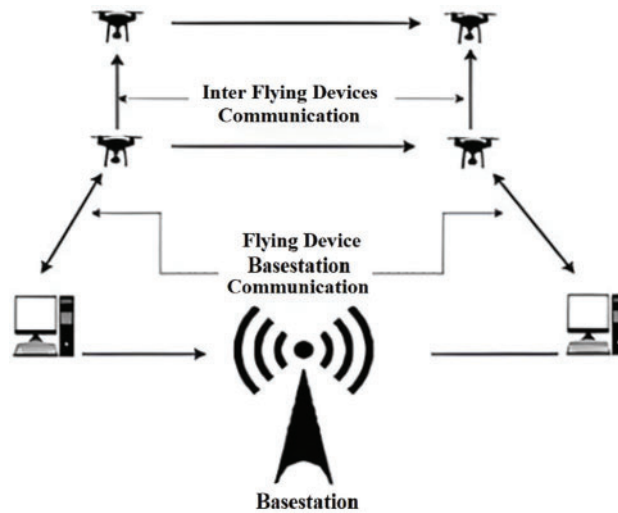 Inter Flying Devices
Communication
Flying Device
Basestation
Communication
Basestation